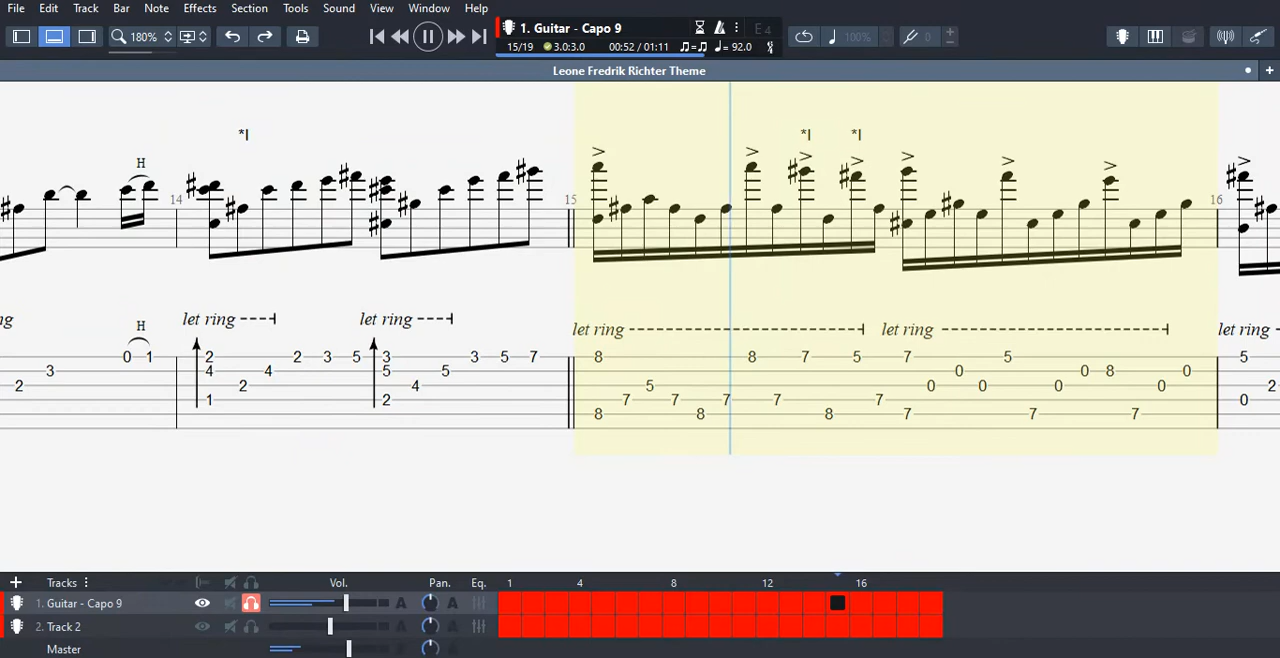 File Edit Track Bar Note Effects Section Tools Sound View Window Help
180% 1. Guitar - Capo 9 E4
15/19 3.0:3.0 00:52 / 01:11 ♫=♫ ♩= 92.0 100% 0
Leone Fredrik Richter Theme
*I *I *I
H
14 15 16
ng let ring let ring let ring let ring let ring
H
0 1 2 2 3 5 3 3 5 7 8 8 7 5 7 5 5
3 4 4 5 5 0 0 8 0
2 2 4 5 0 0 0 0 2
1 7 7 7 7 7 0
2 8 8 8 7 7 7
Tracks Vol. Pan. Eq. 1 4 8 12 16
1. Guitar - Capo 9 A A
2. Track 2
Master